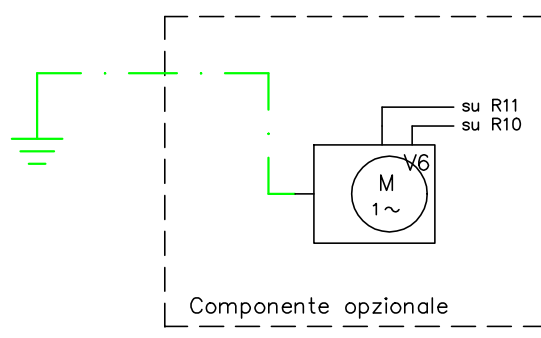 su R11
su R10
V6
M
1~
Componente opzionale